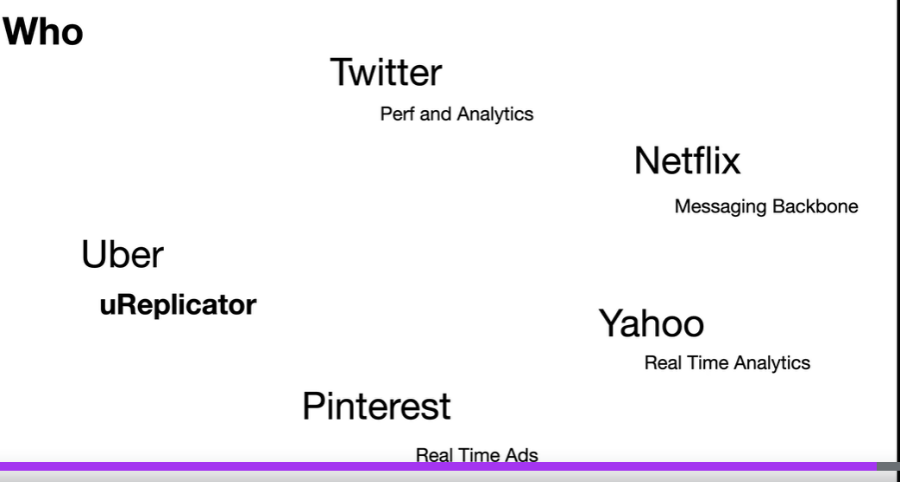 Who
Twitter
Perf and Analytics
Netflix
Messaging Backbone
Uber
uReplicator
Yahoo
Real Time Analytics
Pinterest
Real Time Ads